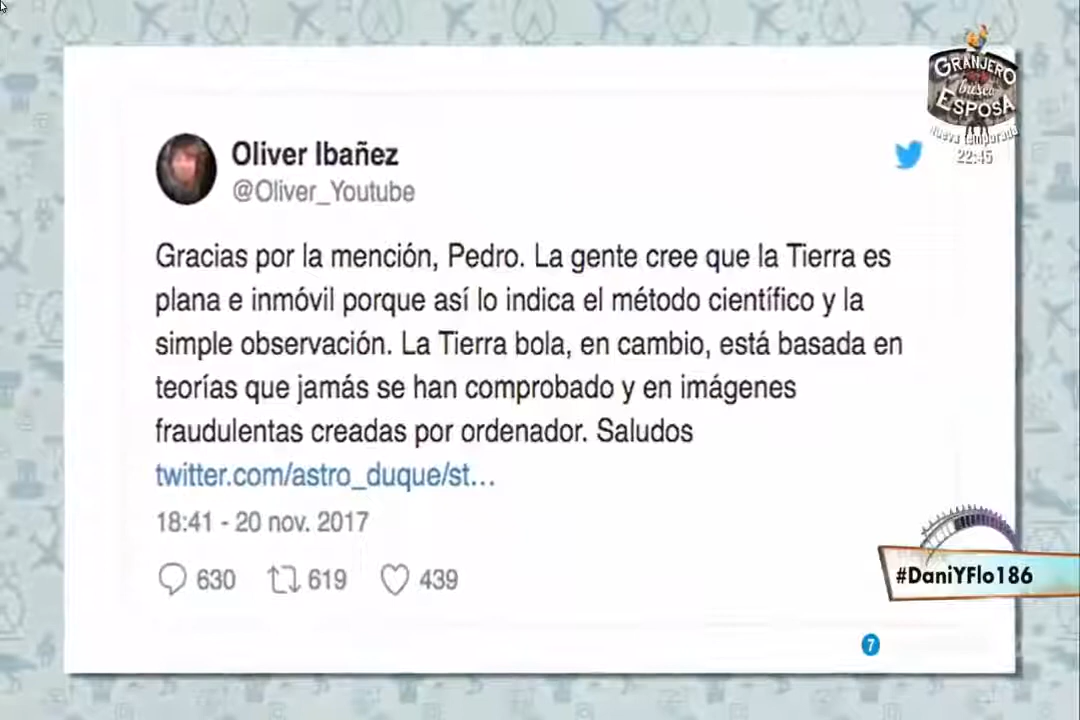 GRANJERO
busca
ESPOSA
nueva temporada
22:45
Oliver Ibañez
@Oliver_Youtube
Gracias por la mención, Pedro. La gente cree que la Tierra es
plana e inmóvil porque así lo indica el método científico y la
simple observación. La Tierra bola, en cambio, está basada en
teorías que jamás se han comprobado y en imágenes
fraudulentas creadas por ordenador. Saludos
twitter.com/astro_duque/st...
18:41 - 20 nov. 2017
630 619 439
#DaniYFlo186
7